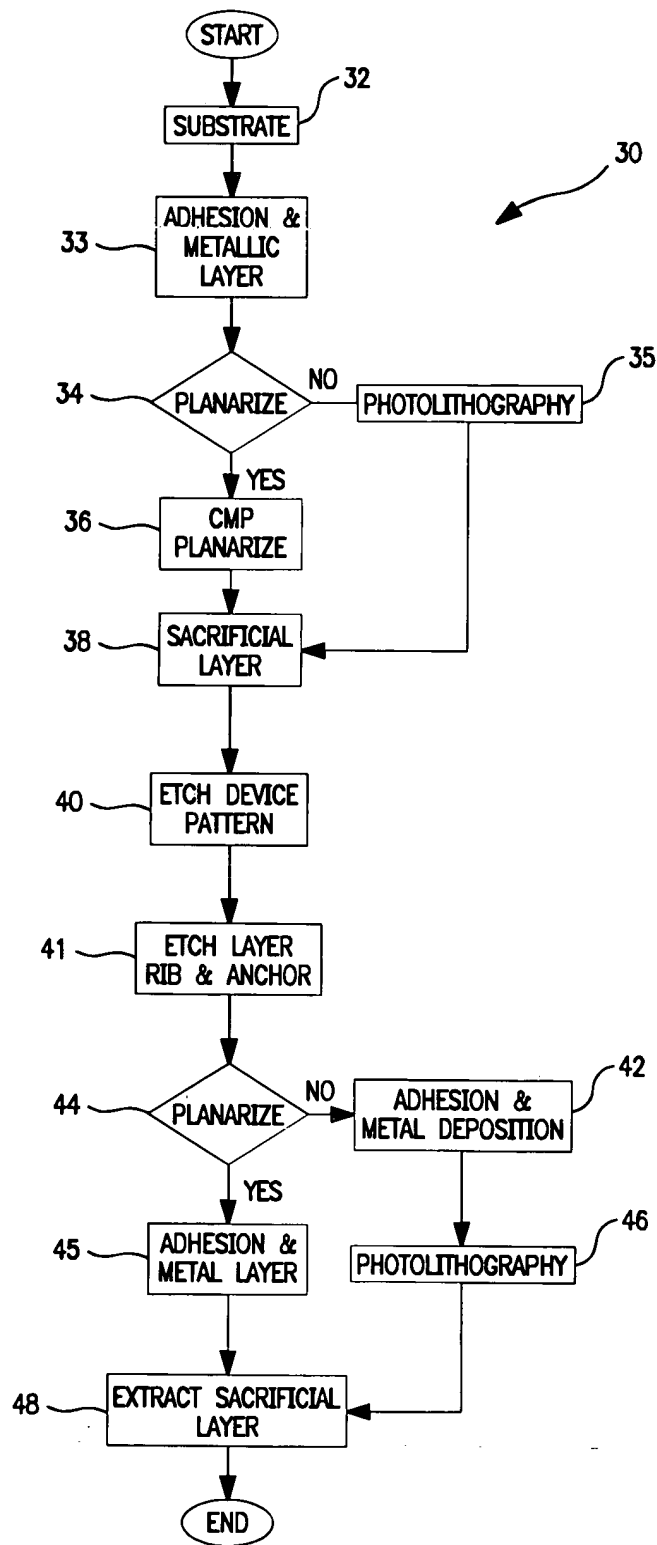 START
32
SUBSTRATE
30
33
ADHESION &
METALLIC
LAYER
34
PLANARIZE
NO
35
PHOTOLITHOGRAPHY
YES
36
CMP
PLANARIZE
38
SACRIFICIAL
LAYER
40
ETCH DEVICE
PATTERN
41
ETCH LAYER
RIB & ANCHOR
44
PLANARIZE
NO
42
ADHESION &
METAL DEPOSITION
YES
45
ADHESION &
METAL LAYER
46
PHOTOLITHOGRAPHY
48
EXTRACT SACRIFICIAL
LAYER
END